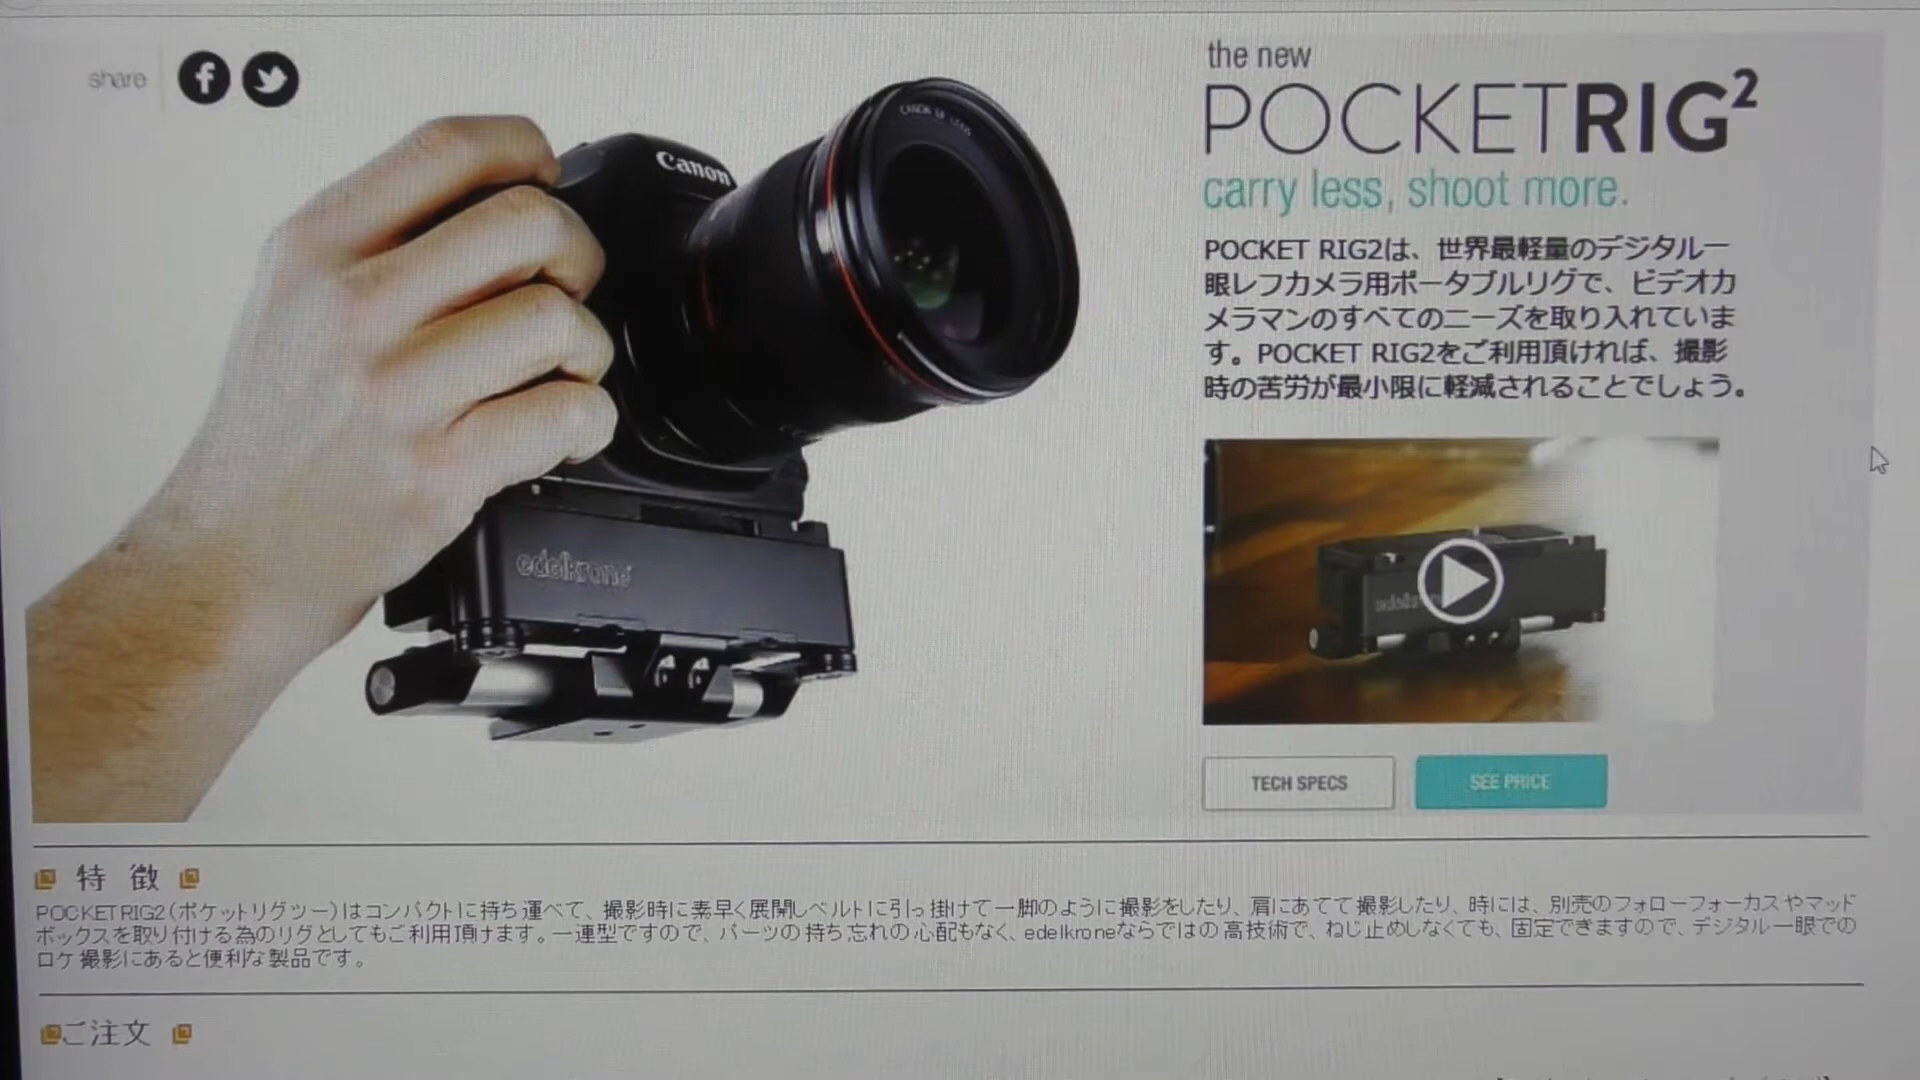 share
the new
POCKETRIG²
carry less, shoot more.
Canon
CANON
LENS
POCKET RIG2は、世界最軽量のデジタル一
眼レフカメラ用ポータブルリグで、ビデオカ
メラマンのすべてのニーズを取り入れていま
す。POCKET RIG2をご利用頂ければ、撮影
時の苦労が最小限に軽減されることでしょう。
edelkrone
TECH SPECS
SEE PRICE
特 徴
POCKETRIG2(ポケットリグツー)はコンパクトに持ち運べて、撮影時に素早く展開しベルトに引っ掛けて一脚のように撮影をしたり、肩にあてて撮影したり、時には、別売のフォローフォーカスやマッド
ボックスを取り付ける為のリグとしてもご利用頂けます。一連型ですので、パーツの持ち忘れの心配もなく、edelkroneならではの高技術で、ねじ止めしなくても、固定できますので、デジタル一眼での
ロケ撮影にあると便利な製品です。
ご注文